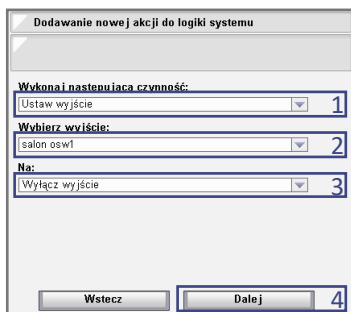 Dodawanie nowej akcji do logiki systemu
Wykonaj następującą czynność:
Ustaw wyjście 1
Wybierz wyjście:
salon osw1 2
Na:
Wyłącz wyjście 3
Wstecz Dalej 4